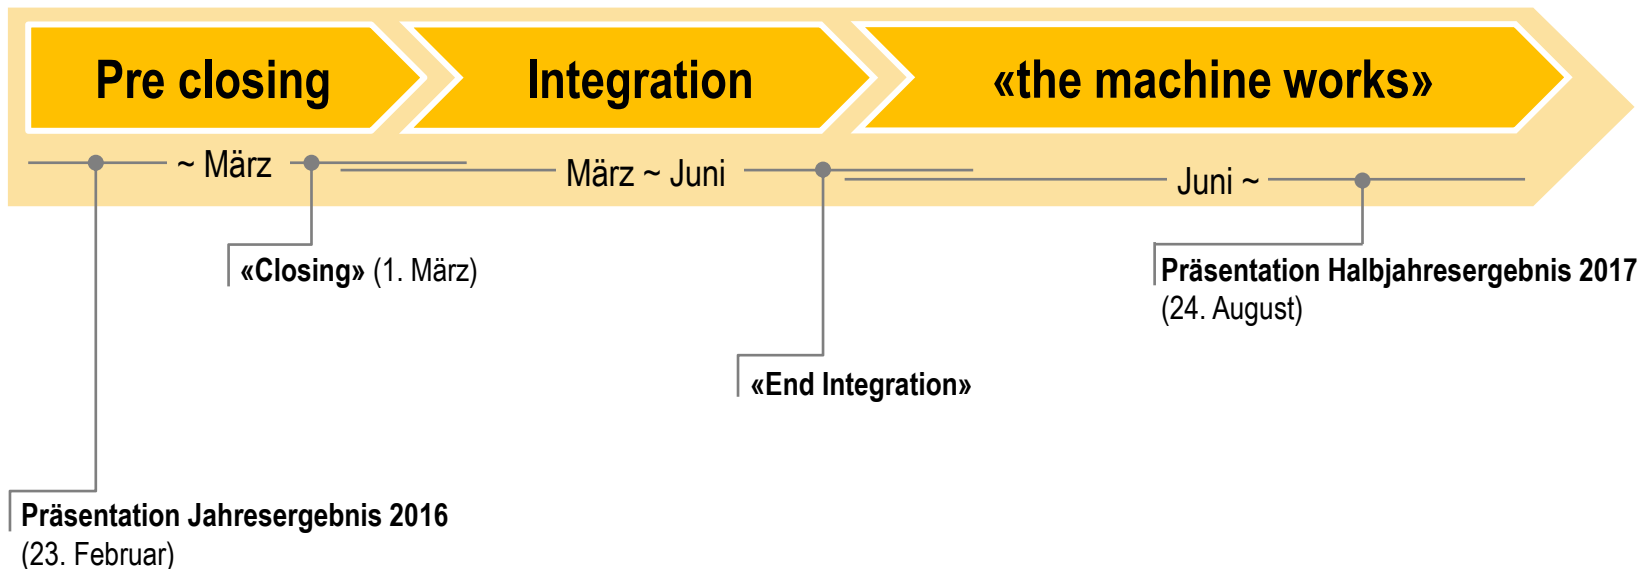 Pre closing
Integration
«the machine works»
~ März
März ~ Juni
Juni ~
«Closing» (1. März)
Präsentation Halbjahresergebnis 2017
(24. August)
«End Integration»
Präsentation Jahresergebnis 2016
(23. Februar)